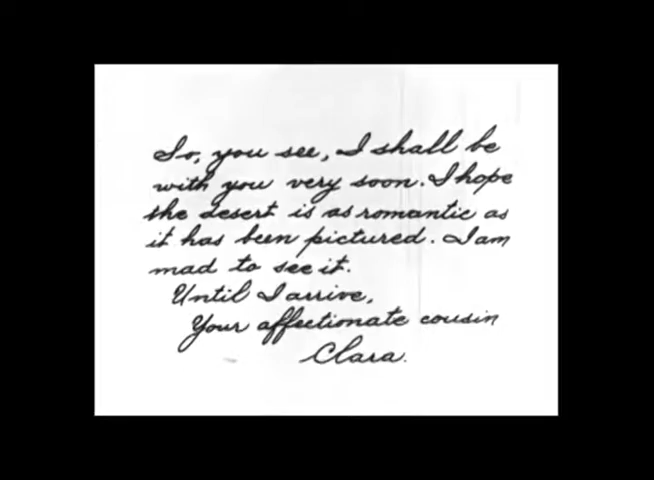 So, you see, I shall be
with you very soon. I hope
the desert is as romantic as
it has been pictured. I am
mad to see it.
Until I arrive,
Your affectionate cousin
Clara.